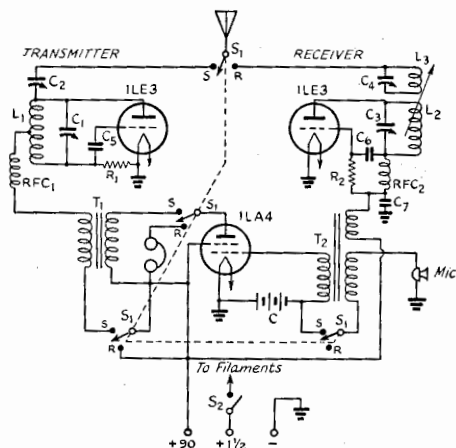 TRANSMITTER
S₁
RECEIVER
S
R
L₃
C₂
C₄
1LE3
1LE3
L₁
C₁
C₅
C₃
L₂
C₆
R₁
R₂
RFC₁
RFC₂
C₇
T₁
S
S₁
R
1LA4
T₂
Mic
C
S
S₁
R
S
S₁
R
To Filaments
S₂
+90
+1½
-